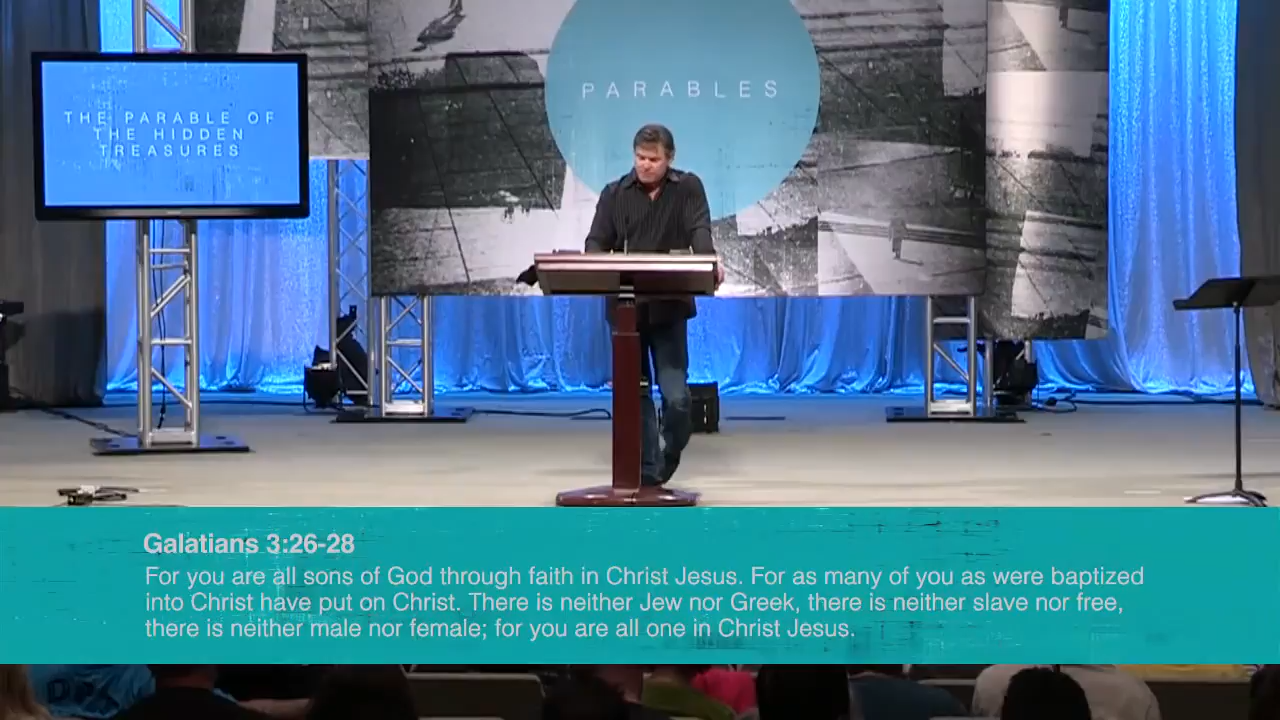 PARABLES
THE PARABLE OF
THE HIDDEN
TREASURES
Galatians 3:26-28
For you are all sons of God through faith in Christ Jesus. For as many of you as were baptized
into Christ have put on Christ. There is neither Jew nor Greek, there is neither slave nor free,
there is neither male nor female; for you are all one in Christ Jesus.